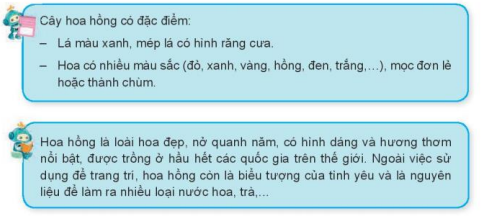 Cây hoa hồng có đặc điểm:
– Lá màu xanh, mép lá có hình răng cưa.
– Hoa có nhiều màu sắc (đỏ, xanh, vàng, hồng, đen, trắng,...), mọc đơn lẻ
hoặc thành chùm.
Hoa hồng là loài hoa đẹp, nở quanh năm, có hình dáng và hương thơm
nổi bật, được trồng ở hầu hết các quốc gia trên thế giới. Ngoài việc sử
dụng để trang trí, hoa hồng còn là biểu tượng của tình yêu và là nguyên
liệu để làm ra nhiều loại nước hoa, trà,...